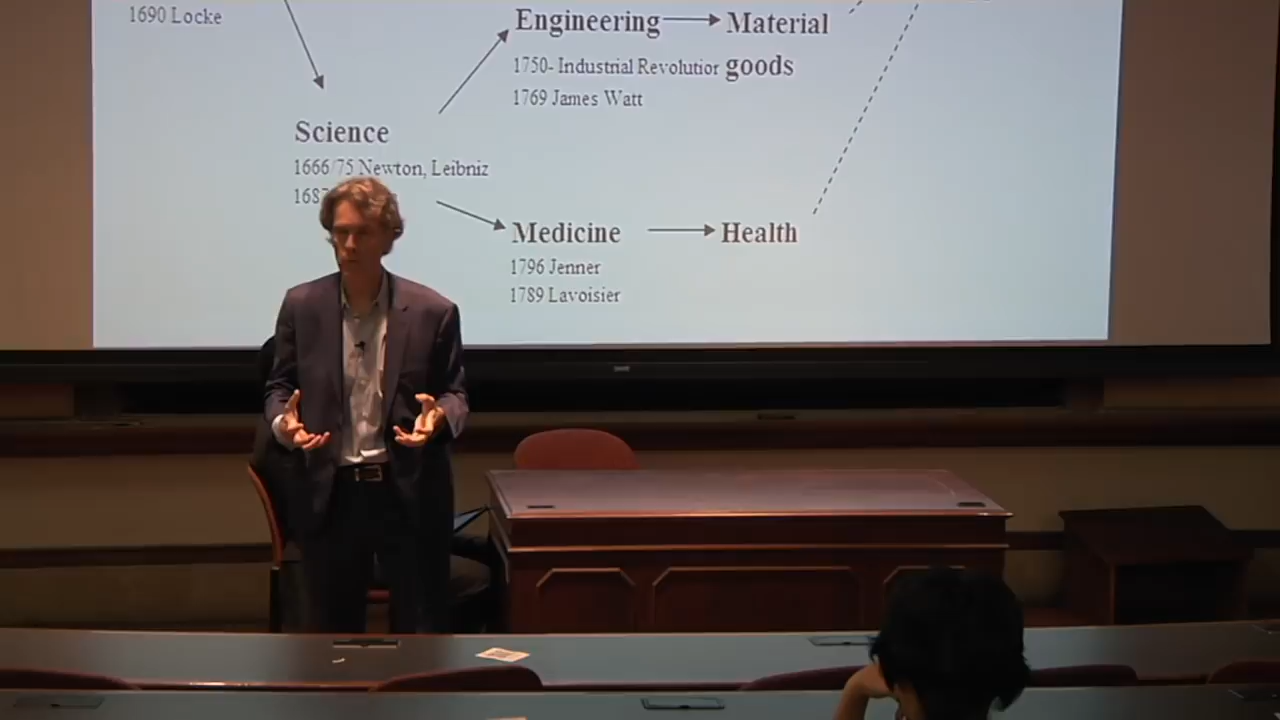 1690 Locke
Engineering
Material
goods
1750- Industrial Revolution
1769 James Watt
Science
1666/75 Newton, Leibniz
1687
Medicine
Health
1796 Jenner
1789 Lavoisier